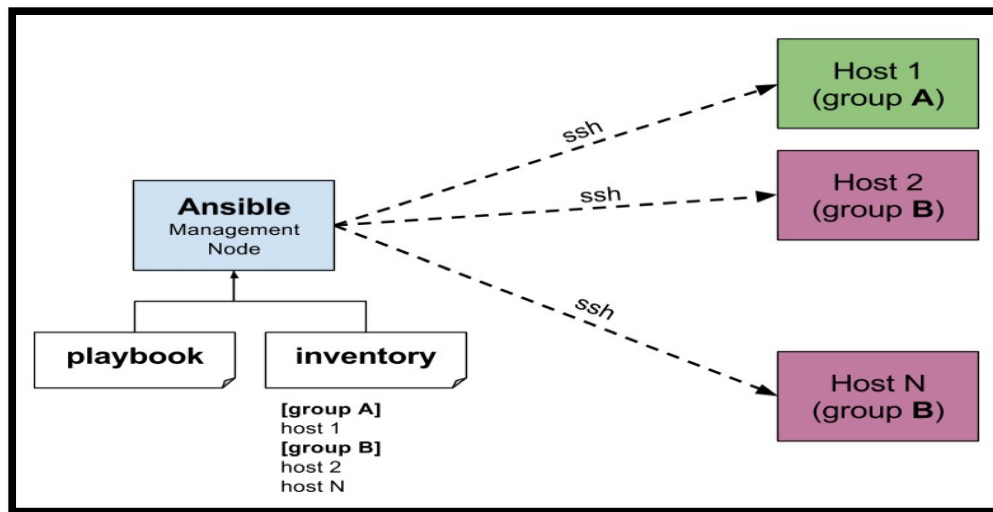 Host 1
(group A)
ssh
Host 2
(group B)
ssh
Ansible
Management
Node
ssh
playbook
inventory
Host N
(group B)
[group A]
host 1
[group B]
host 2
host N